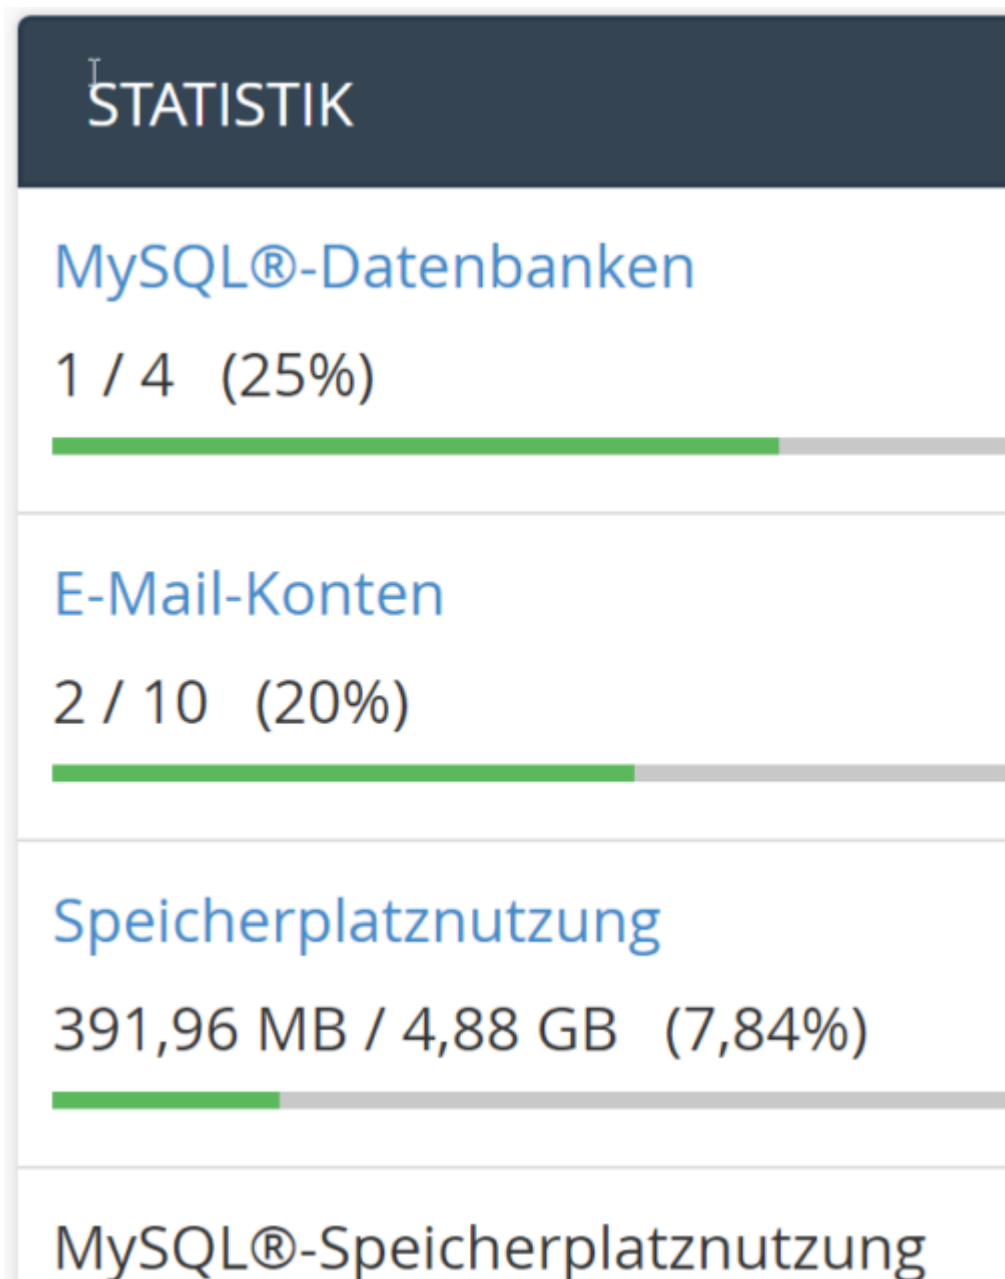 STATISTIK
MySQL®-Datenbanken
1 / 4 (25%)
E-Mail-Konten
2 / 10 (20%)
Speicherplatznutzung
391,96 MB / 4,88 GB (7,84%)
MySQL®-Speicherplatznutzung